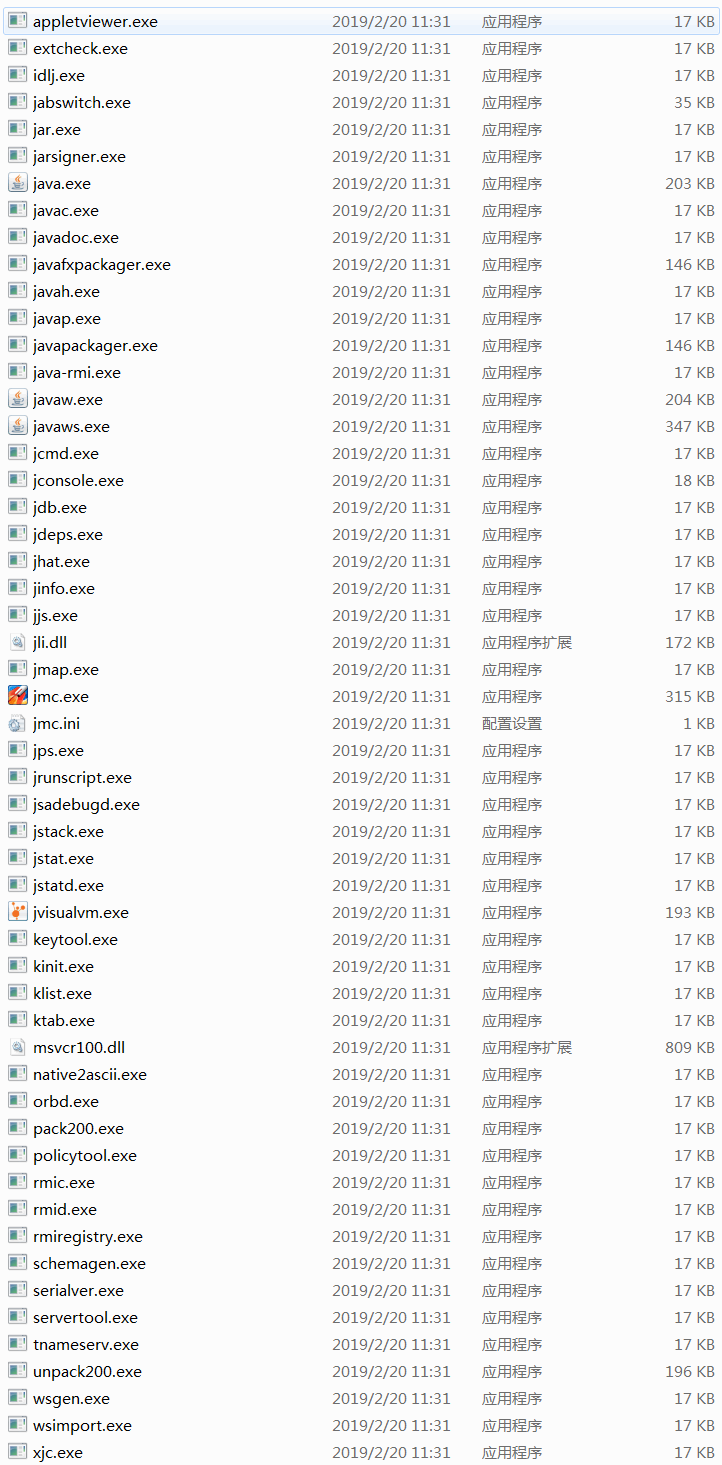 appletviewer.exe 2019/2/20 11:31 应用程序 17 KB
extcheck.exe 2019/2/20 11:31 应用程序 17 KB
idlj.exe 2019/2/20 11:31 应用程序 17 KB
jabswitch.exe 2019/2/20 11:31 应用程序 35 KB
jar.exe 2019/2/20 11:31 应用程序 17 KB
jarsigner.exe 2019/2/20 11:31 应用程序 17 KB
java.exe 2019/2/20 11:31 应用程序 203 KB
javac.exe 2019/2/20 11:31 应用程序 17 KB
javadoc.exe 2019/2/20 11:31 应用程序 17 KB
javafxpackager.exe 2019/2/20 11:31 应用程序 146 KB
javah.exe 2019/2/20 11:31 应用程序 17 KB
javap.exe 2019/2/20 11:31 应用程序 17 KB
javapackager.exe 2019/2/20 11:31 应用程序 146 KB
java-rmi.exe 2019/2/20 11:31 应用程序 17 KB
javaw.exe 2019/2/20 11:31 应用程序 204 KB
javaws.exe 2019/2/20 11:31 应用程序 347 KB
jcmd.exe 2019/2/20 11:31 应用程序 17 KB
jconsole.exe 2019/2/20 11:31 应用程序 18 KB
jdb.exe 2019/2/20 11:31 应用程序 17 KB
jdeps.exe 2019/2/20 11:31 应用程序 17 KB
jhat.exe 2019/2/20 11:31 应用程序 17 KB
jinfo.exe 2019/2/20 11:31 应用程序 17 KB
jjs.exe 2019/2/20 11:31 应用程序 17 KB
jli.dll 2019/2/20 11:31 应用程序扩展 172 KB
jmap.exe 2019/2/20 11:31 应用程序 17 KB
jmc.exe 2019/2/20 11:31 应用程序 315 KB
jmc.ini 2019/2/20 11:31 配置设置 1 KB
jps.exe 2019/2/20 11:31 应用程序 17 KB
jrunscript.exe 2019/2/20 11:31 应用程序 17 KB
jsadebugd.exe 2019/2/20 11:31 应用程序 17 KB
jstack.exe 2019/2/20 11:31 应用程序 17 KB
jstat.exe 2019/2/20 11:31 应用程序 17 KB
jstatd.exe 2019/2/20 11:31 应用程序 17 KB
jvisualvm.exe 2019/2/20 11:31 应用程序 193 KB
keytool.exe 2019/2/20 11:31 应用程序 17 KB
kinit.exe 2019/2/20 11:31 应用程序 17 KB
klist.exe 2019/2/20 11:31 应用程序 17 KB
ktab.exe 2019/2/20 11:31 应用程序 17 KB
msvcr100.dll 2019/2/20 11:31 应用程序扩展 809 KB
native2ascii.exe 2019/2/20 11:31 应用程序 17 KB
orbd.exe 2019/2/20 11:31 应用程序 17 KB
pack200.exe 2019/2/20 11:31 应用程序 17 KB
policytool.exe 2019/2/20 11:31 应用程序 17 KB
rmic.exe 2019/2/20 11:31 应用程序 17 KB
rmid.exe 2019/2/20 11:31 应用程序 17 KB
rmiregistry.exe 2019/2/20 11:31 应用程序 17 KB
schemagen.exe 2019/2/20 11:31 应用程序 17 KB
serialver.exe 2019/2/20 11:31 应用程序 17 KB
servertool.exe 2019/2/20 11:31 应用程序 17 KB
tnameserv.exe 2019/2/20 11:31 应用程序 17 KB
unpack200.exe 2019/2/20 11:31 应用程序 196 KB
wsgen.exe 2019/2/20 11:31 应用程序 17 KB
wsimport.exe 2019/2/20 11:31 应用程序 17 KB
xjc.exe 2019/2/20 11:31 应用程序 17 KB